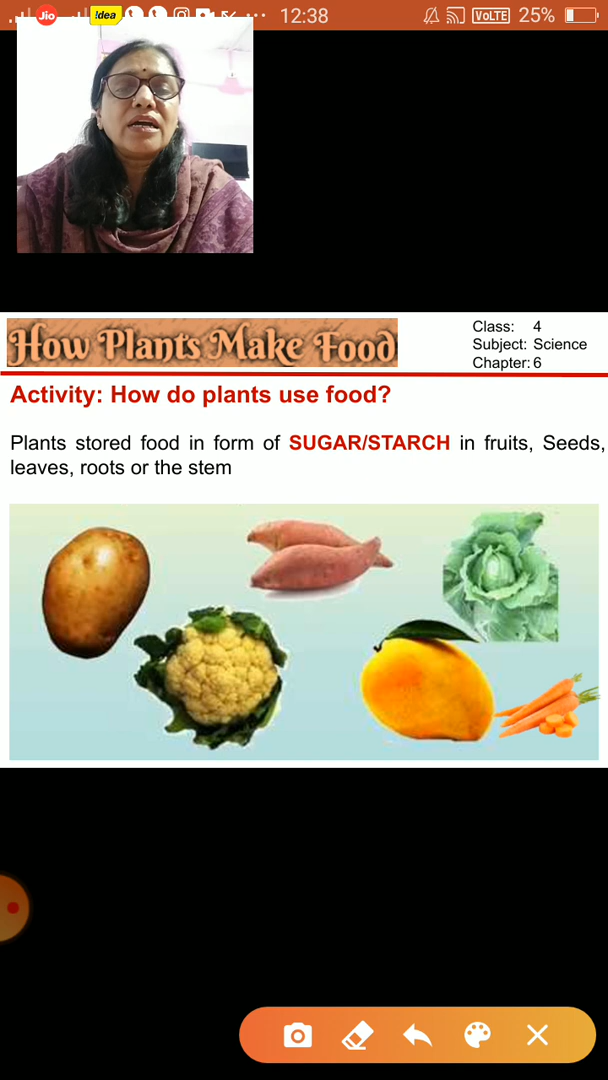 Jio !dea 12:38 VoLTE 25%
How Plants Make Food
Class: 4
Subject: Science
Chapter: 6
Activity: How do plants use food?
Plants stored food in form of SUGAR/STARCH in fruits, Seeds,
leaves, roots or the stem